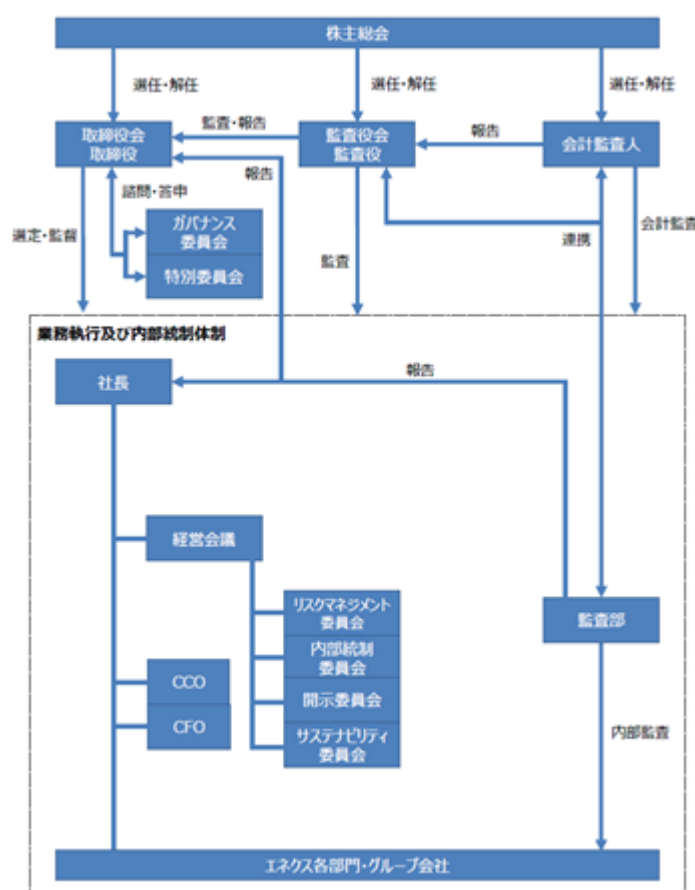 株主総会
選任・解任
選任・解任
選任・解任
取締役会
取締役
監査・報告
監査役会
監査役
報告
会計監査人
報告
諮問・答申
選定・監督
ガバナンス
委員会
特別委員会
監査
連携
会計監査
業務執行及び内部統制体制
社長
報告
経営会議
リスクマネジメント
委員会
内部統制
委員会
開示委員会
サステナビリティ
委員会
監査部
CCO
CFO
内部監査
エネクス各部門・グループ会社